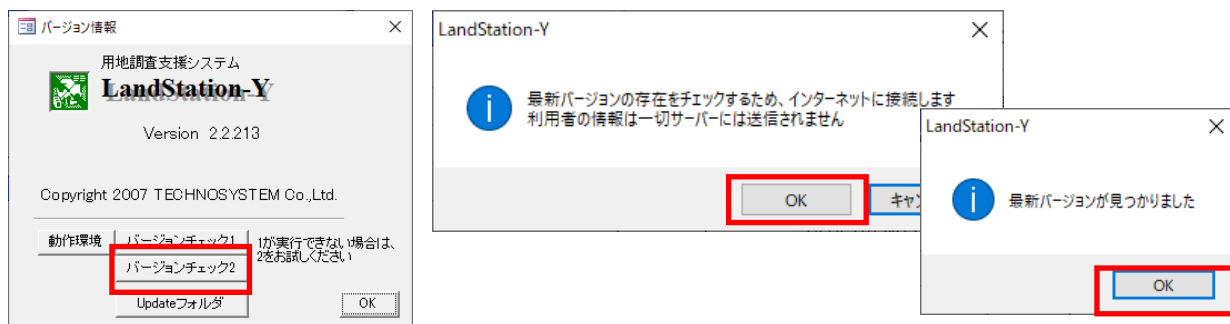 バージョン情報
用地調査支援システム
LandStation-Y
Version 2.2.213
Copyright 2007 TECHNOSYSTEM Co.,Ltd.
動作環境
バージョンチェック1
1が実行できない場合は、
2をお試しください
バージョンチェック2
Updateフォルダ
OK
LandStation-Y
最新バージョンの存在をチェックするため、インターネットに接続します
利用者の情報は一切サーバーには送信されません
OK
キャン
LandStation-Y
最新バージョンが見つかりました
OK